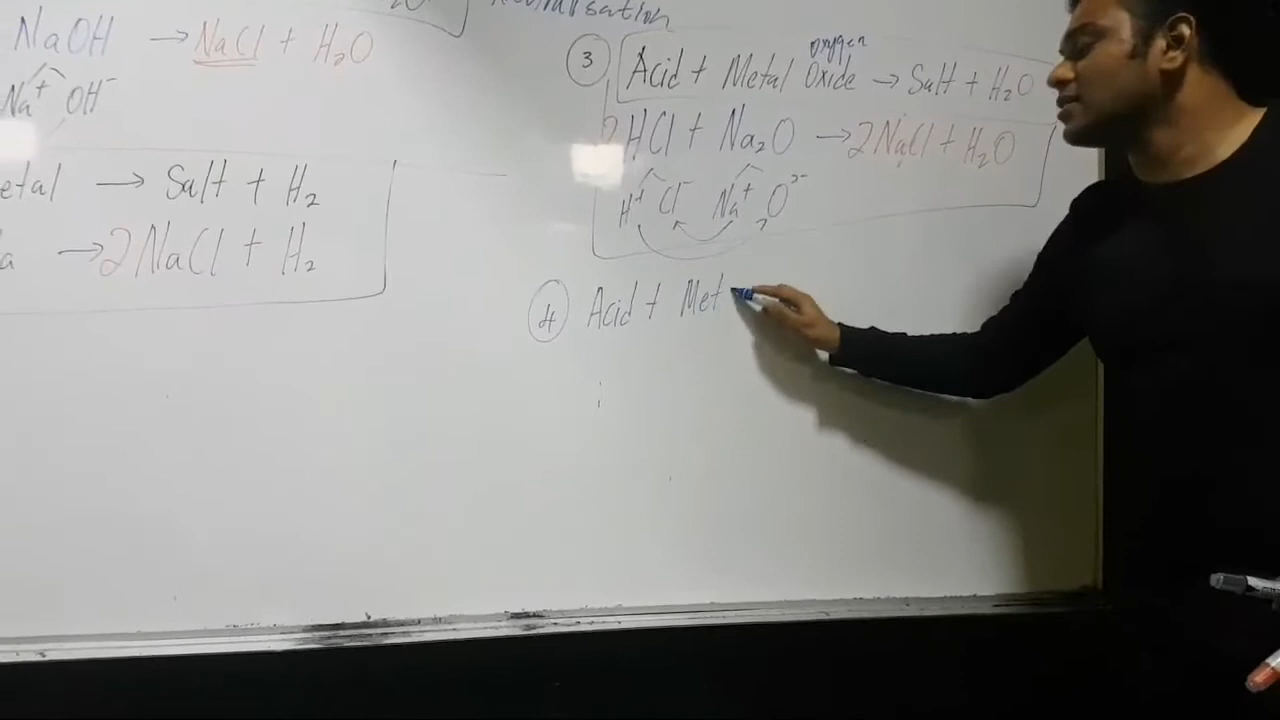 Neutralisation
NaOH → NaCl + H₂O
Na⁺ OH⁻
etal → Salt + H₂
a → 2NaCl + H₂
oxygen
③ Acid + Metal Oxide → Salt + H₂O
2HCl + Na₂O → 2NaCl + H₂O
H⁺ Cl⁻ Na⁺ O²⁻
④ Acid + Met